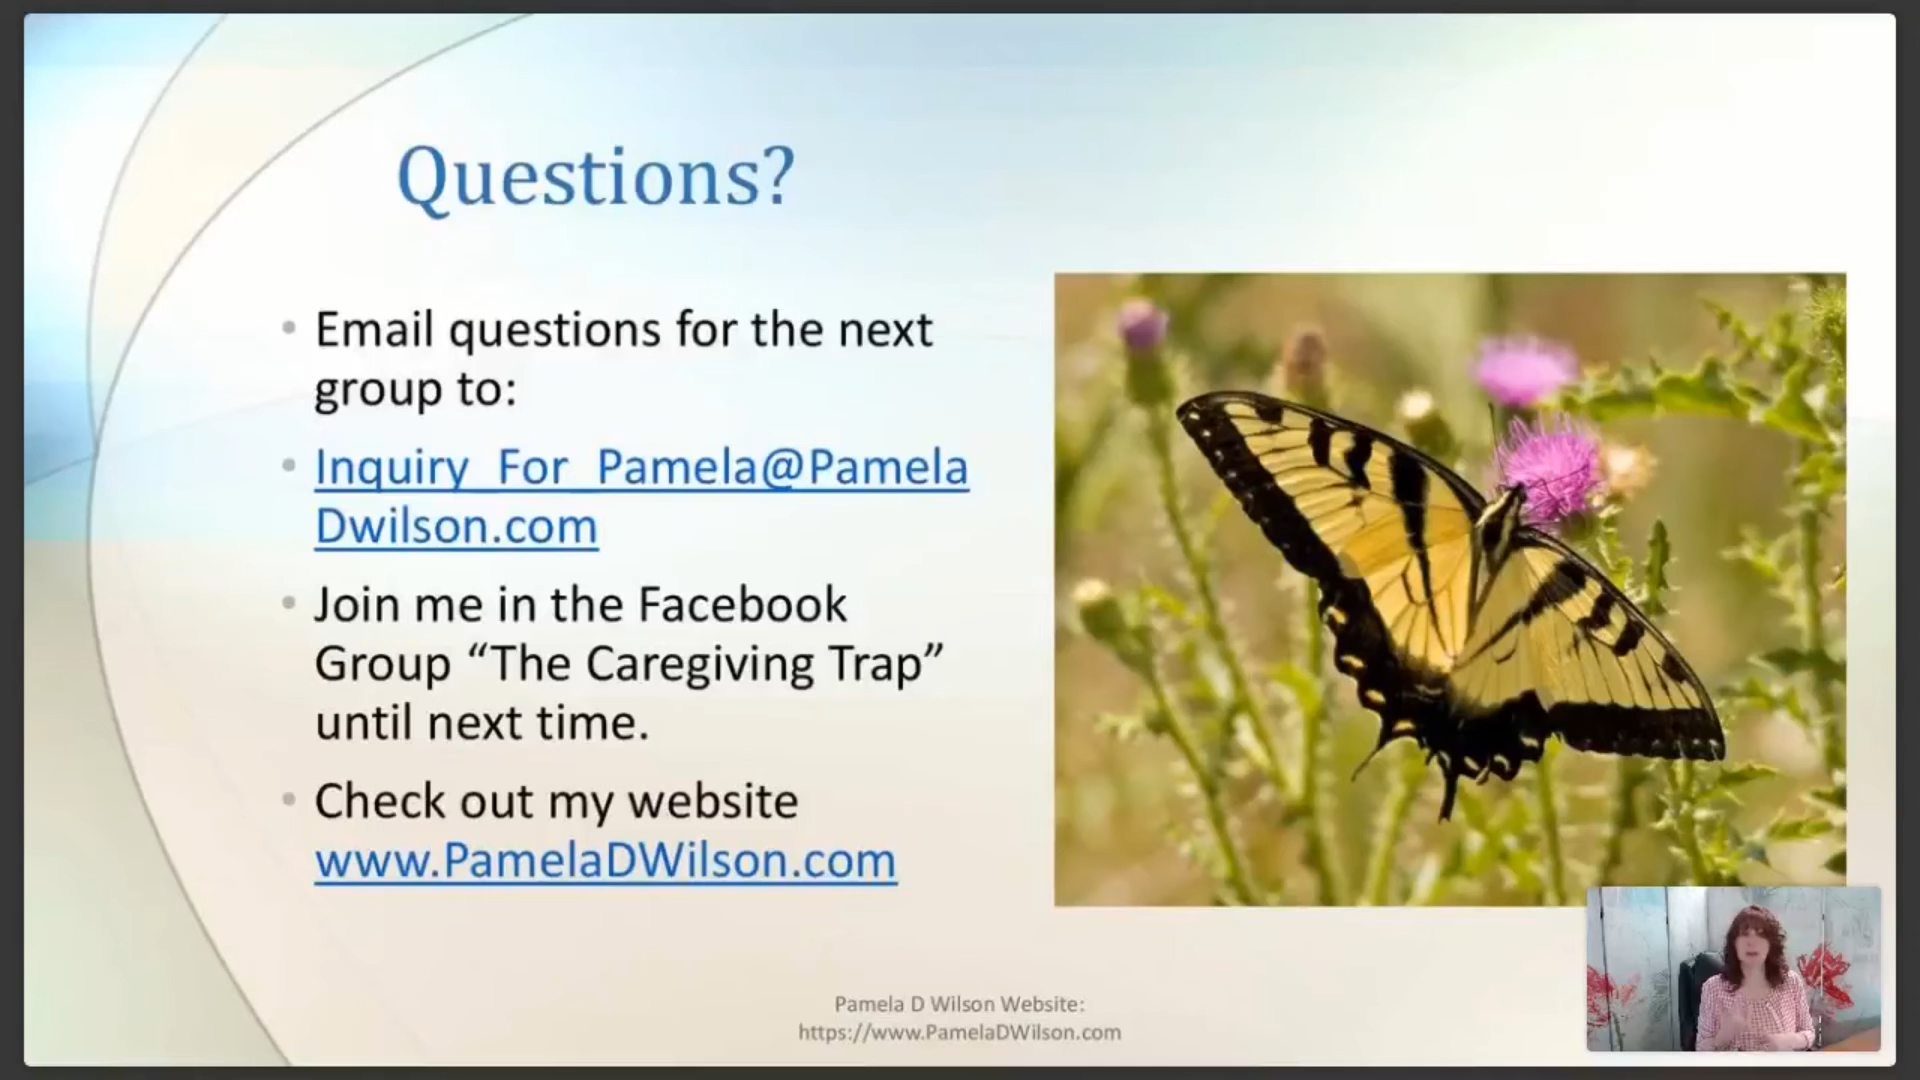 Questions?
Email questions for the next
group to:
Inquiry_For_Pamela@Pamela
Dwilson.com
Join me in the Facebook
Group “The Caregiving Trap”
until next time.
Check out my website
www.PamelaDWilson.com
Pamela D Wilson Website:
https://www.PamelaDWilson.com